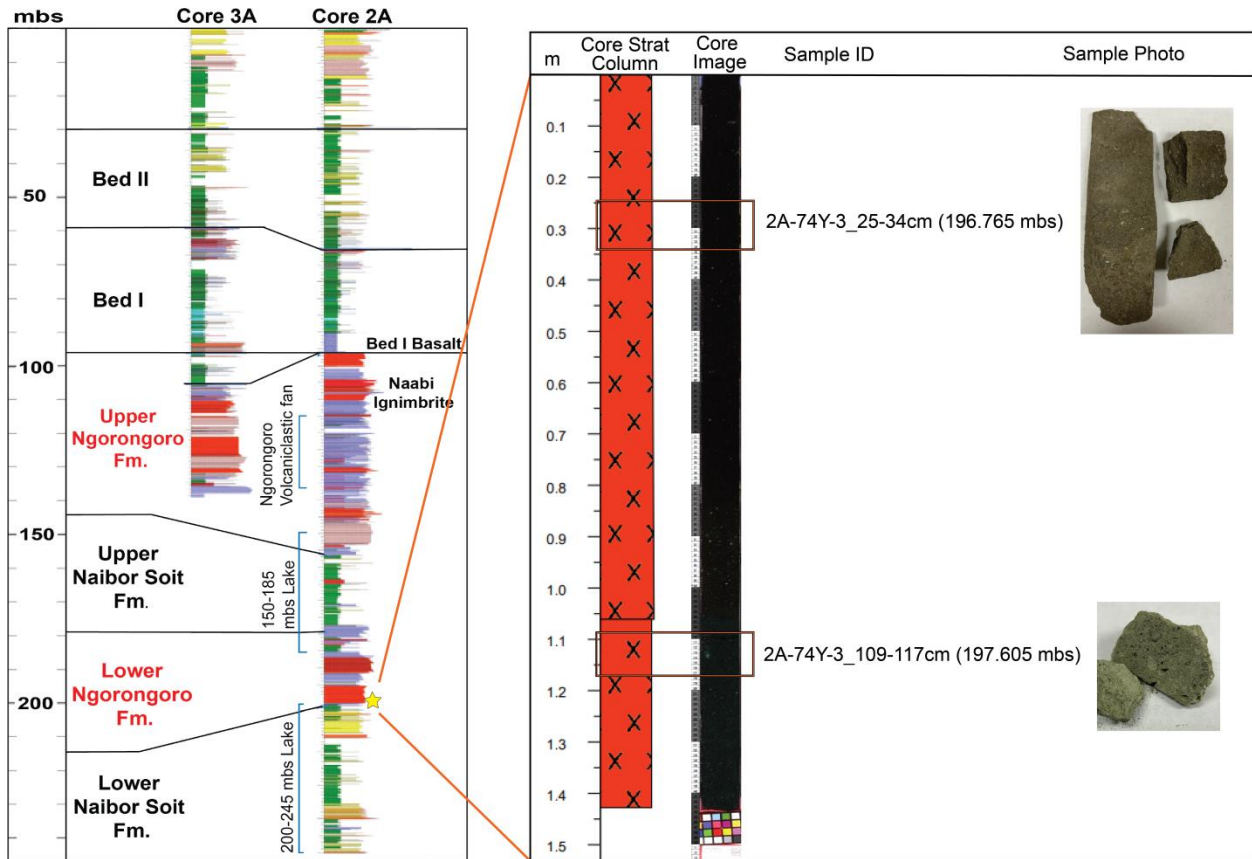 mbs
Core 3A
Core 2A
50
100
150
200
Bed II
Bed I
Bed I Basalt
Naabi
Ignimbrite
Upper
Ngorongoro
Fm.
Ngorongoro
Volcaniclastic fan
Upper
Naibor Soit
Fm.
150-185
mbs Lake
Lower
Ngorongoro
Fm.
Lower
Naibor Soit
Fm.
200-245 mbs Lake
m
Core Strat
Column
Core
Image
Sample ID
Sample Photo
0.1
0.2
0.3
0.4
0.5
0.6
0.7
0.8
0.9
1.0
1.1
1.2
1.3
1.4
1.5
2A-74Y-3_25-34cm (196.765 mbs)
2A-74Y-3_109-117cm (197.605 mbs)